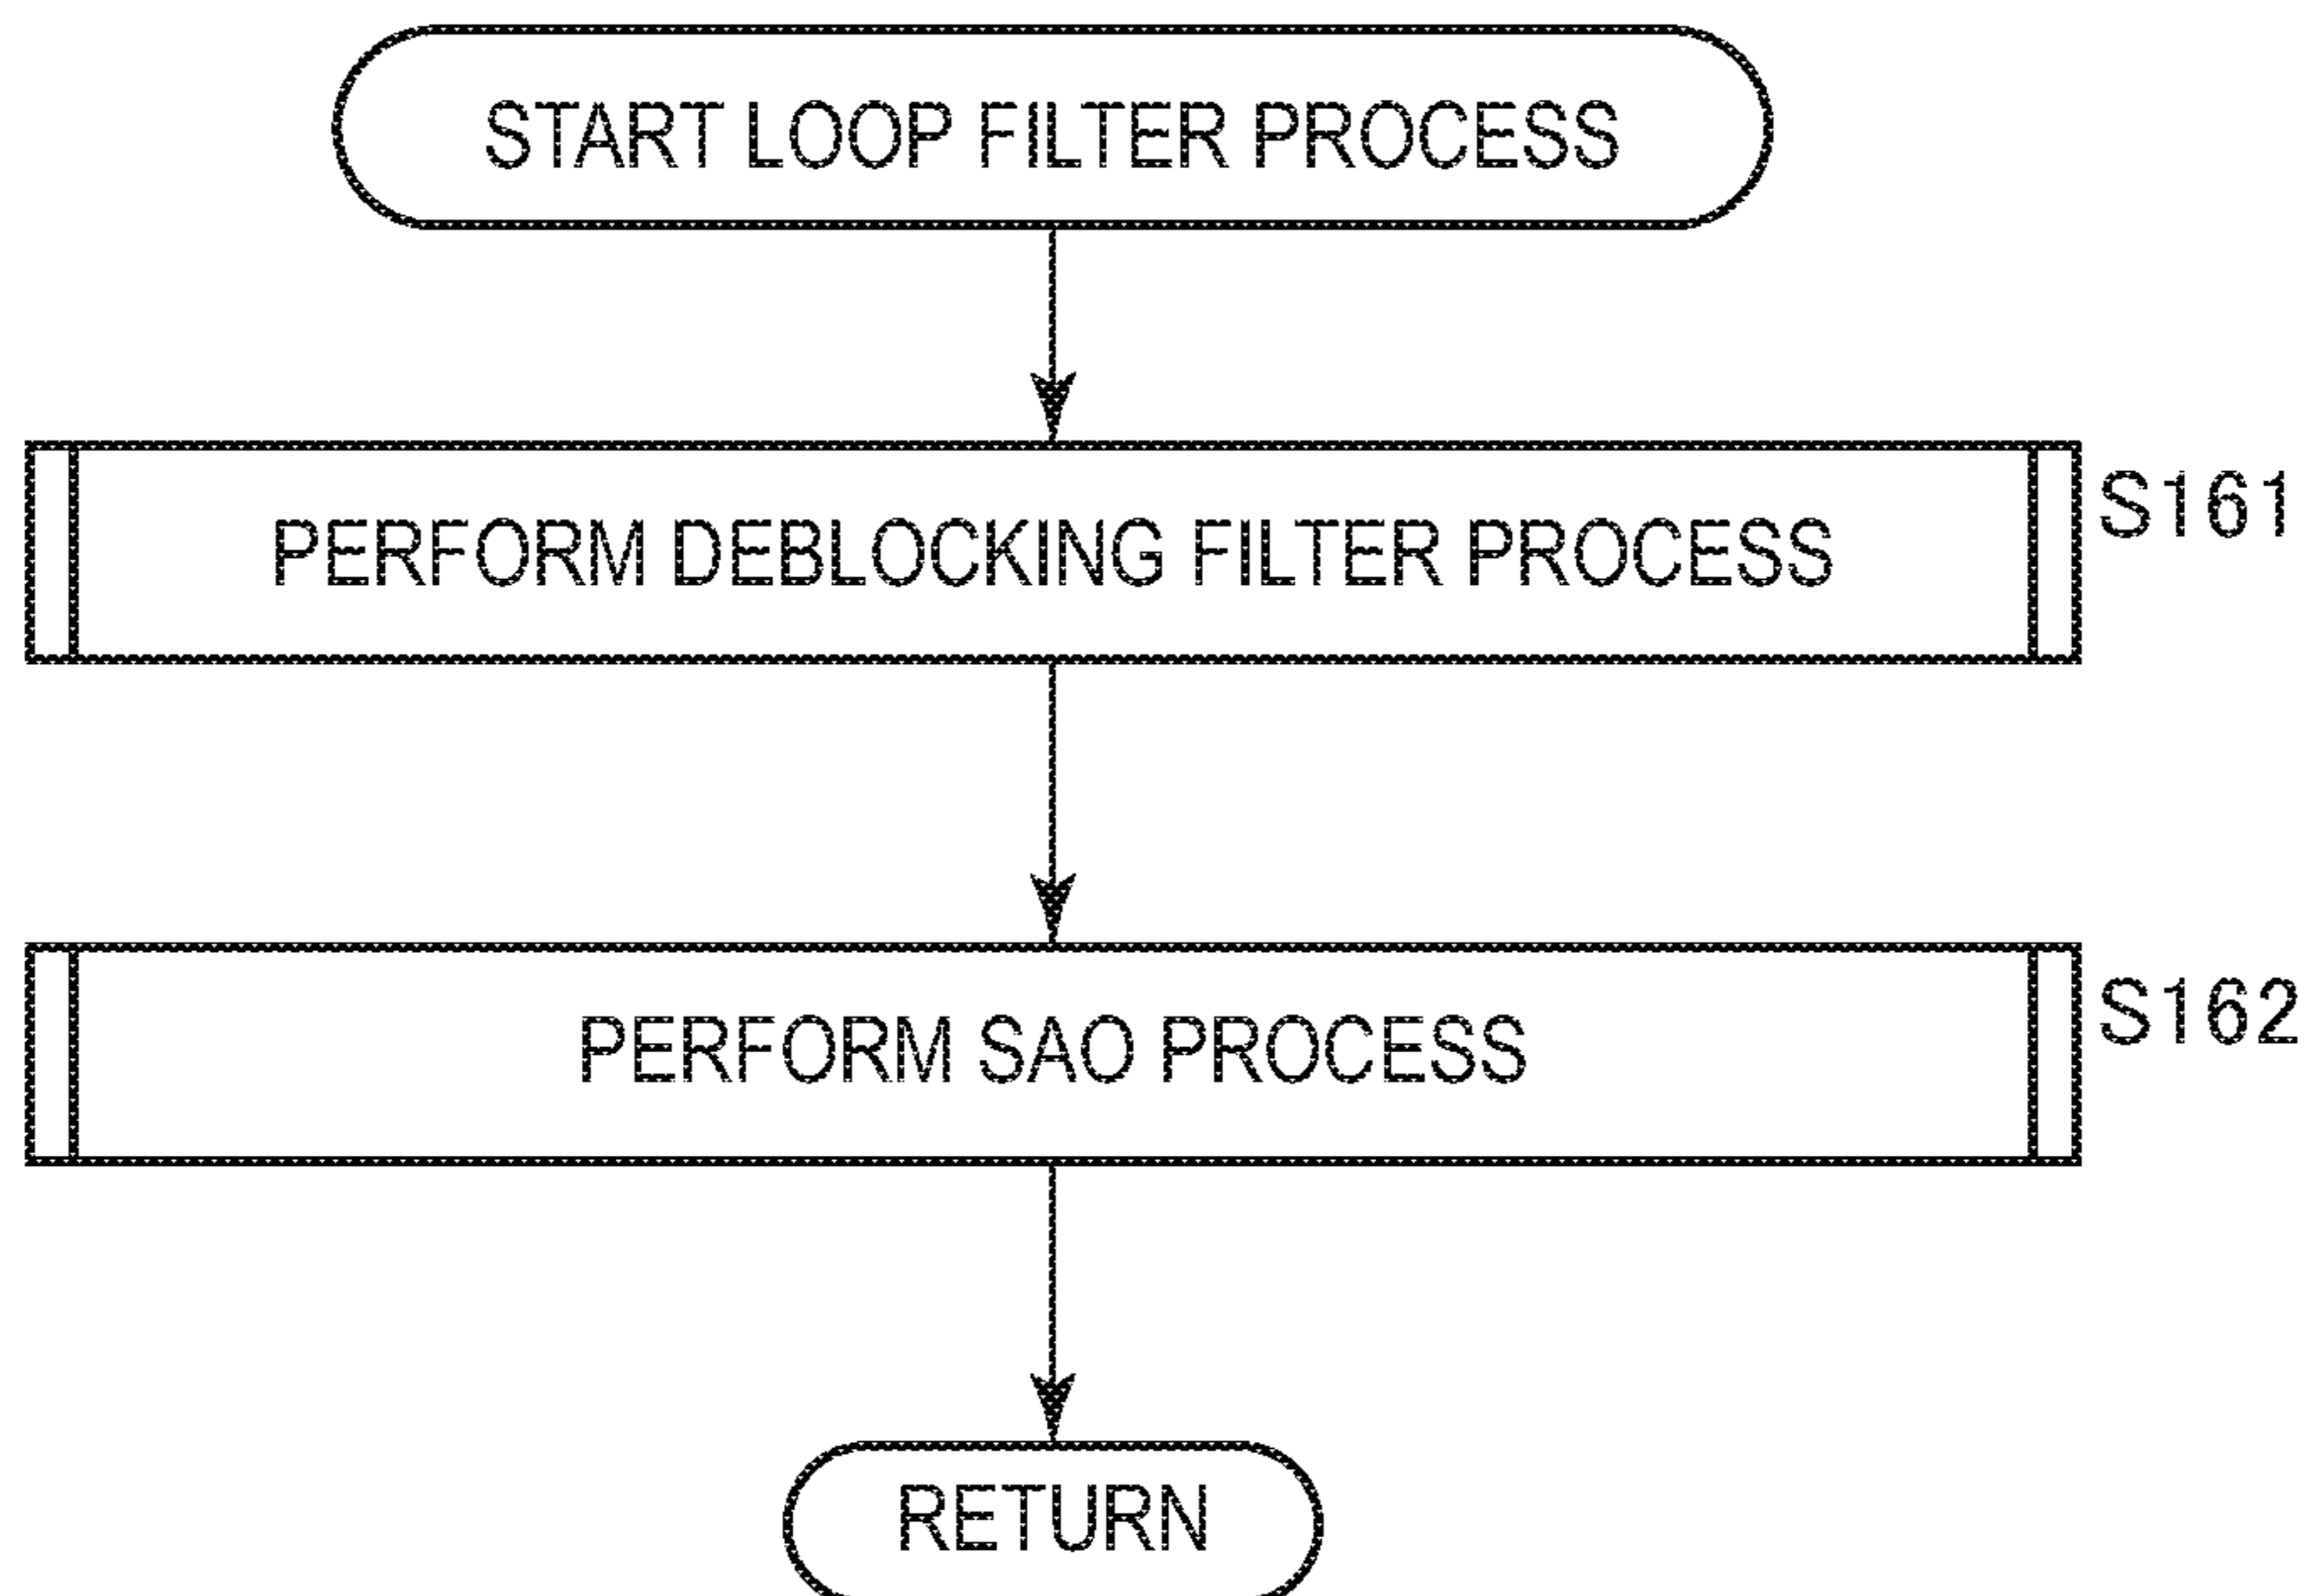 START LOOP FILTER PROCESS
PERFORM DEBLOCKING FILTER PROCESS
S161
PERFORM SAO PROCESS
S162
RETURN